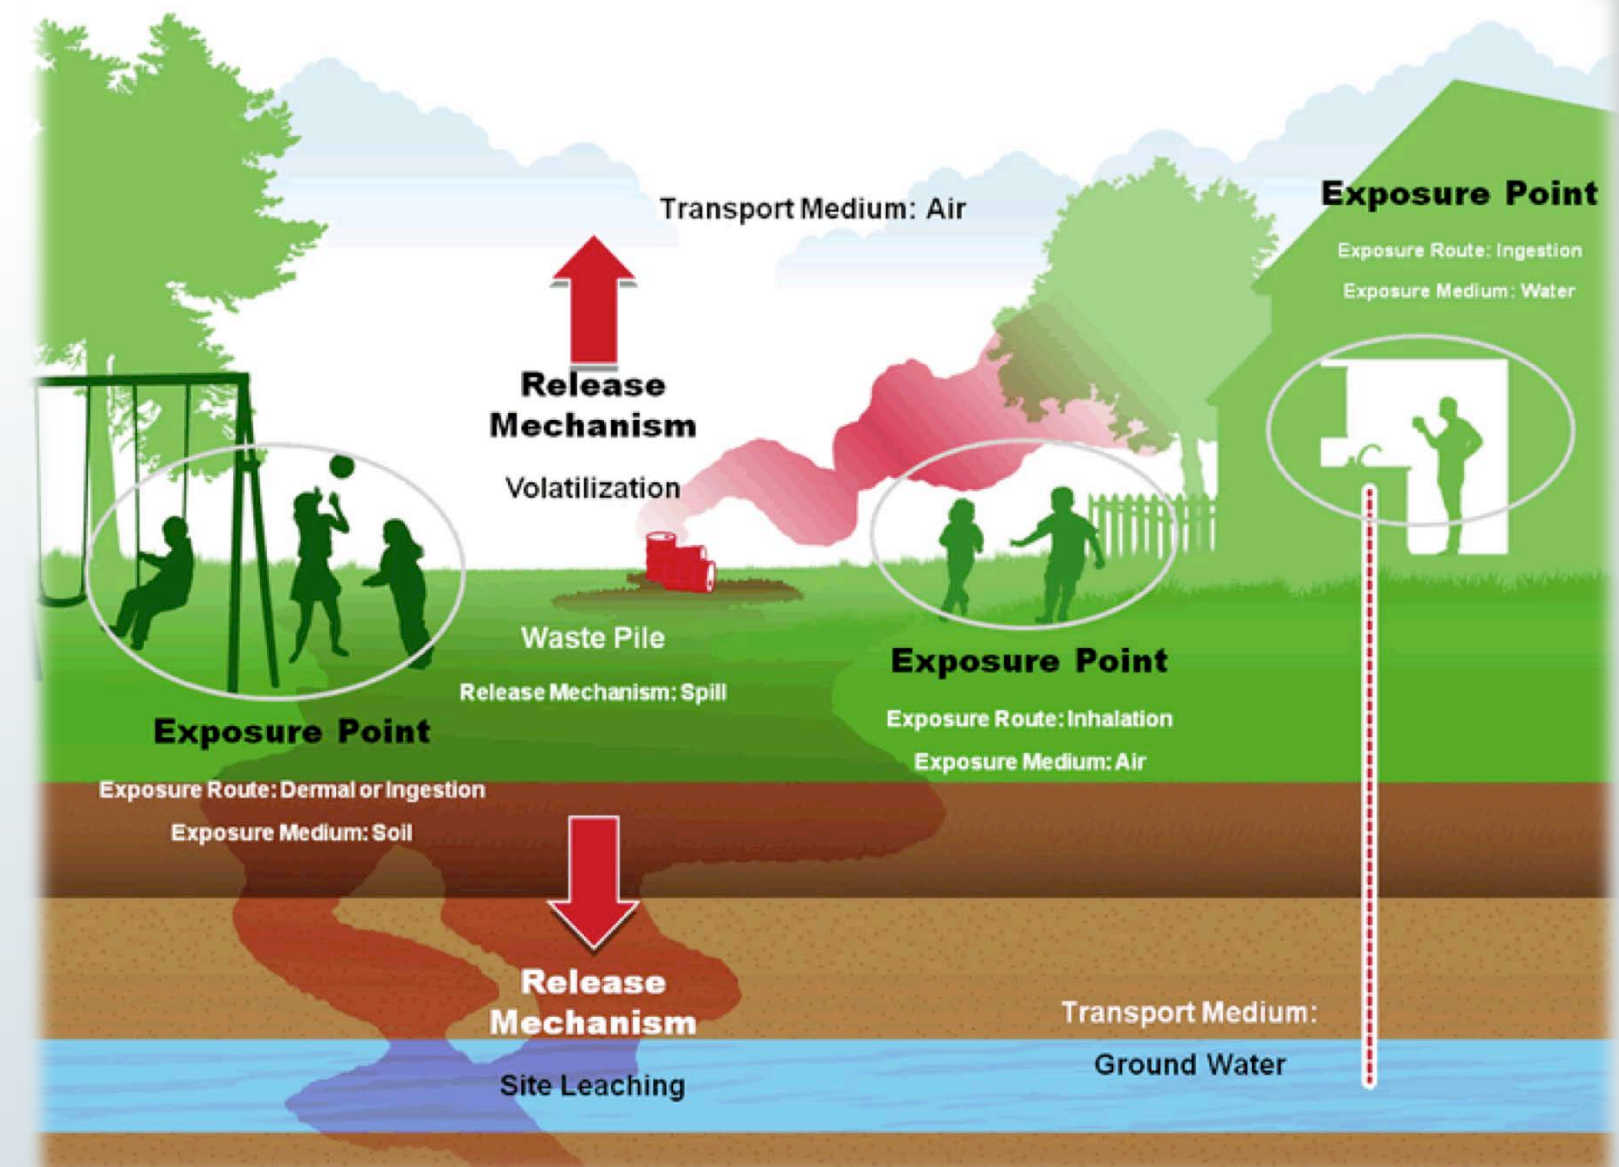 Transport Medium: Air
Exposure Point
Exposure Route: Ingestion
Exposure Medium: Water
Release
Mechanism
Volatilization
Waste Pile
Release Mechanism: Spill
Exposure Point
Exposure Route: Inhalation
Exposure Medium: Air
Exposure Point
Exposure Route: Dermal or Ingestion
Exposure Medium: Soil
Release
Mechanism
Site Leaching
Transport Medium:
Ground Water